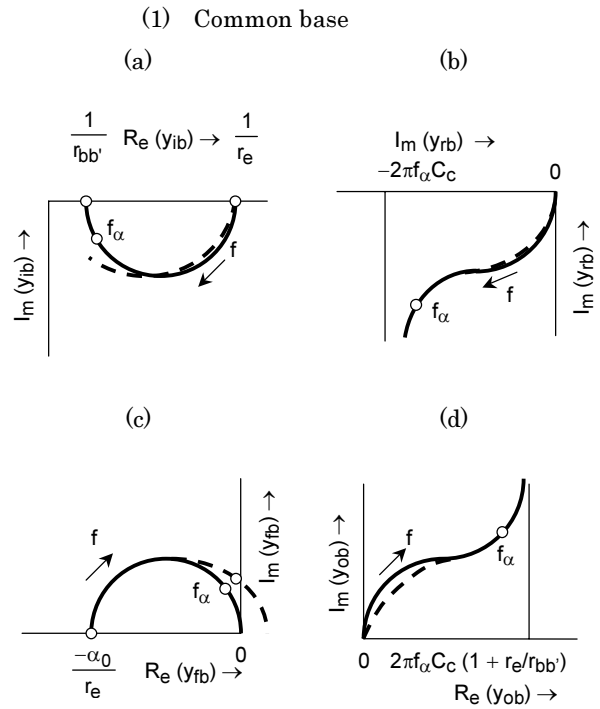 (1) Common base
(a)
(b)
1/r_bb' R_e (y_ib) → 1/r_e
I_m (y_ib) →
f_α
f
I_m (y_rb) →
−2πf_αC_c 0
I_m (y_rb) →
f_α
f
(c)
(d)
f
f_α
I_m (y_fb) →
0
−α_0/r_e R_e (y_fb) →
I_m (y_ob) →
f
f_α
0 2πf_αC_c (1 + r_e/r_bb')
R_e (y_ob) →